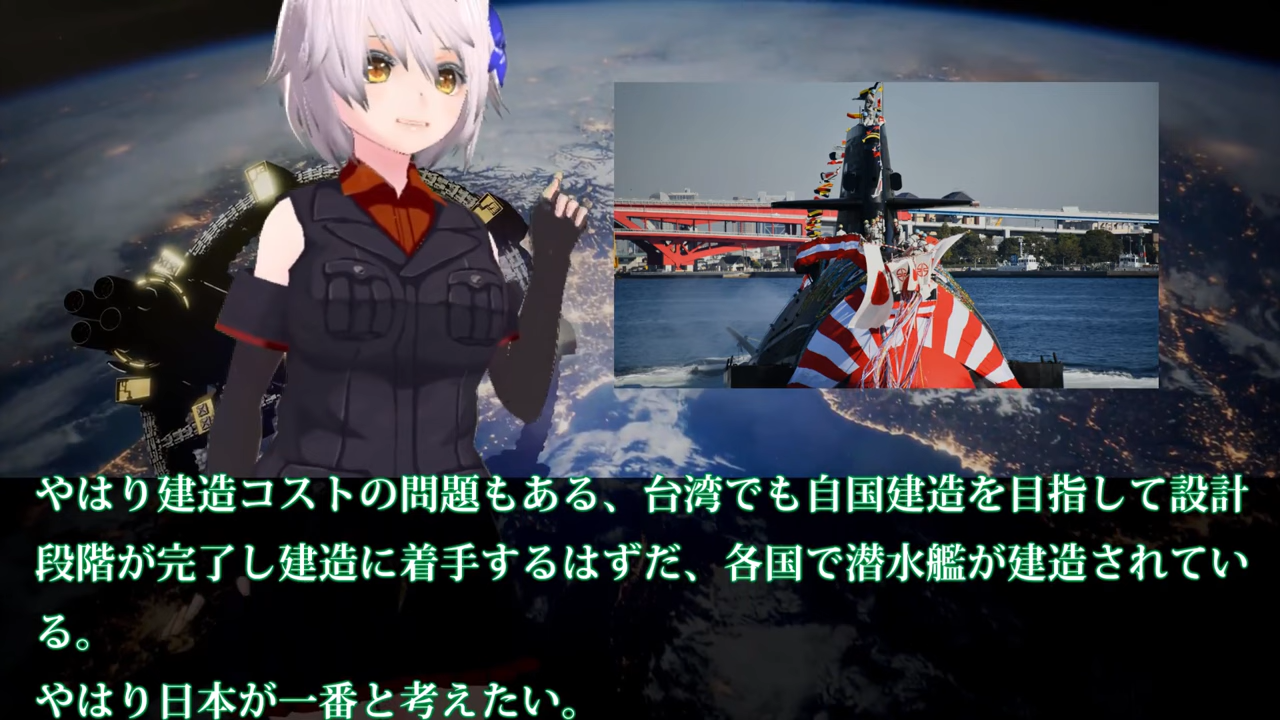 やはり建造コストの問題もある、台湾でも自国建造を目指して設計
段階が完了し建造に着手するはずだ、各国で潜水艦が建造されてい
る。
やはり日本が一番と考えたい。